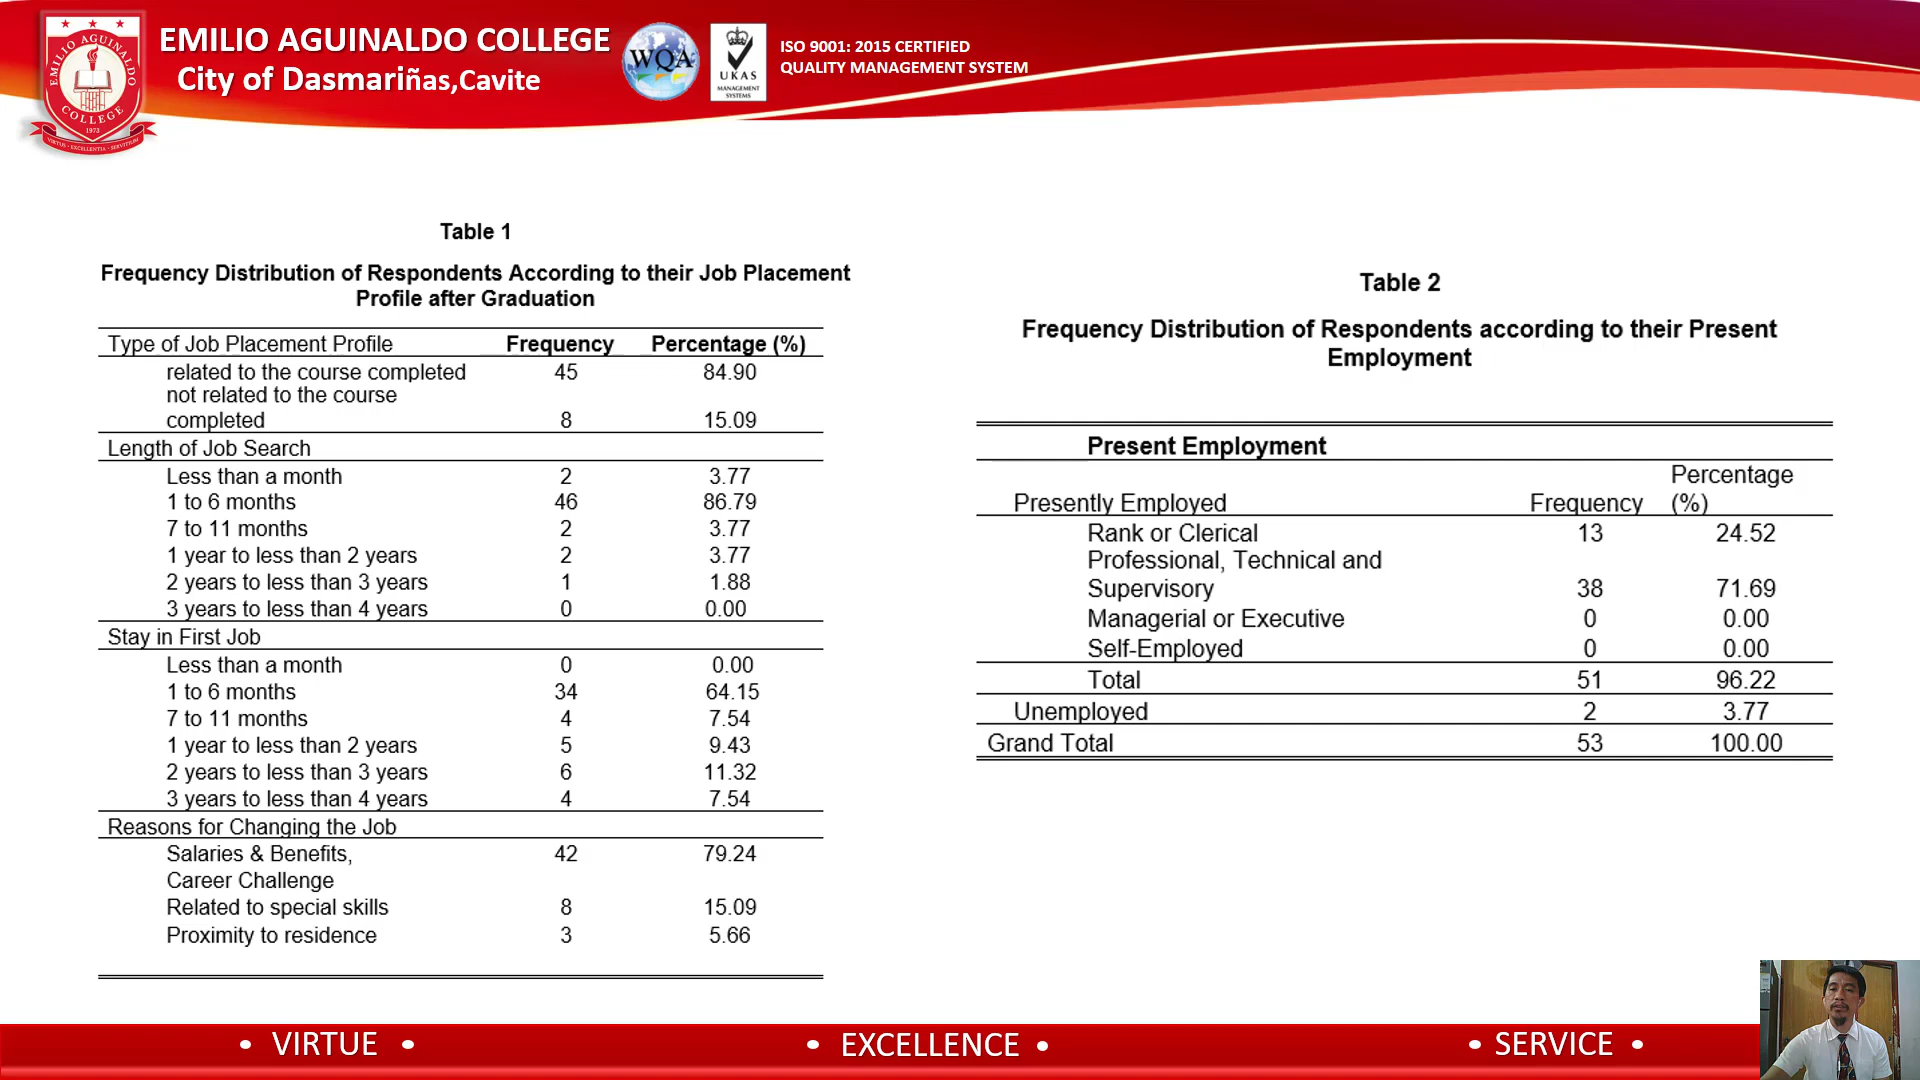 EMILIO AGUINALDO COLLEGE
City of Dasmariñas,Cavite
EMILIO AGUINALDO COLLEGE
1973
VIRTUS • EXCELLENTIA • SERVITIUM
WQA
UKAS
MANAGEMENT
SYSTEMS
ISO 9001: 2015 CERTIFIED
QUALITY MANAGEMENT SYSTEM
Table 1
Frequency Distribution of Respondents According to their Job Placement
Profile after Graduation
Type of Job Placement Profile Frequency Percentage (%)
related to the course completed 45 84.90
not related to the course
completed 8 15.09
Length of Job Search
Less than a month 2 3.77
1 to 6 months 46 86.79
7 to 11 months 2 3.77
1 year to less than 2 years 2 3.77
2 years to less than 3 years 1 1.88
3 years to less than 4 years 0 0.00
Stay in First Job
Less than a month 0 0.00
1 to 6 months 34 64.15
7 to 11 months 4 7.54
1 year to less than 2 years 5 9.43
2 years to less than 3 years 6 11.32
3 years to less than 4 years 4 7.54
Reasons for Changing the Job
Salaries & Benefits, 42 79.24
Career Challenge
Related to special skills 8 15.09
Proximity to residence 3 5.66
Table 2
Frequency Distribution of Respondents according to their Present
Employment
Present Employment
Percentage
Presently Employed Frequency (%)
Rank or Clerical 13 24.52
Professional, Technical and
Supervisory 38 71.69
Managerial or Executive 0 0.00
Self-Employed 0 0.00
Total 51 96.22
Unemployed 2 3.77
Grand Total 53 100.00
• VIRTUE •
• EXCELLENCE •
• SERVICE •